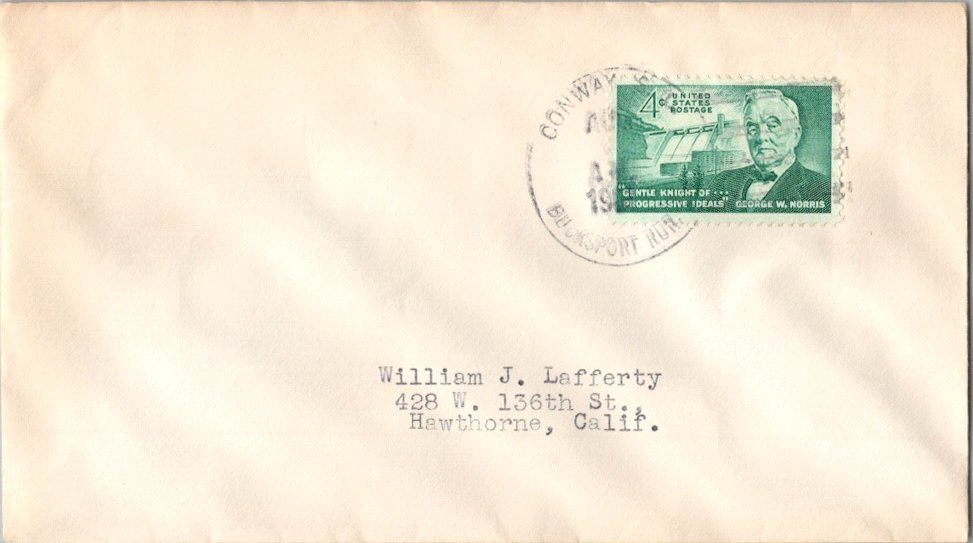 CONWAY
4¢ UNITED
STATES
POSTAGE
"GENTLE KNIGHT OF...
PROGRESSIVE IDEALS" GEORGE W. NORRIS
BUCKSPORT RUR.
William J. Lafferty
428 W. 136th St.,
Hawthorne, Calif.